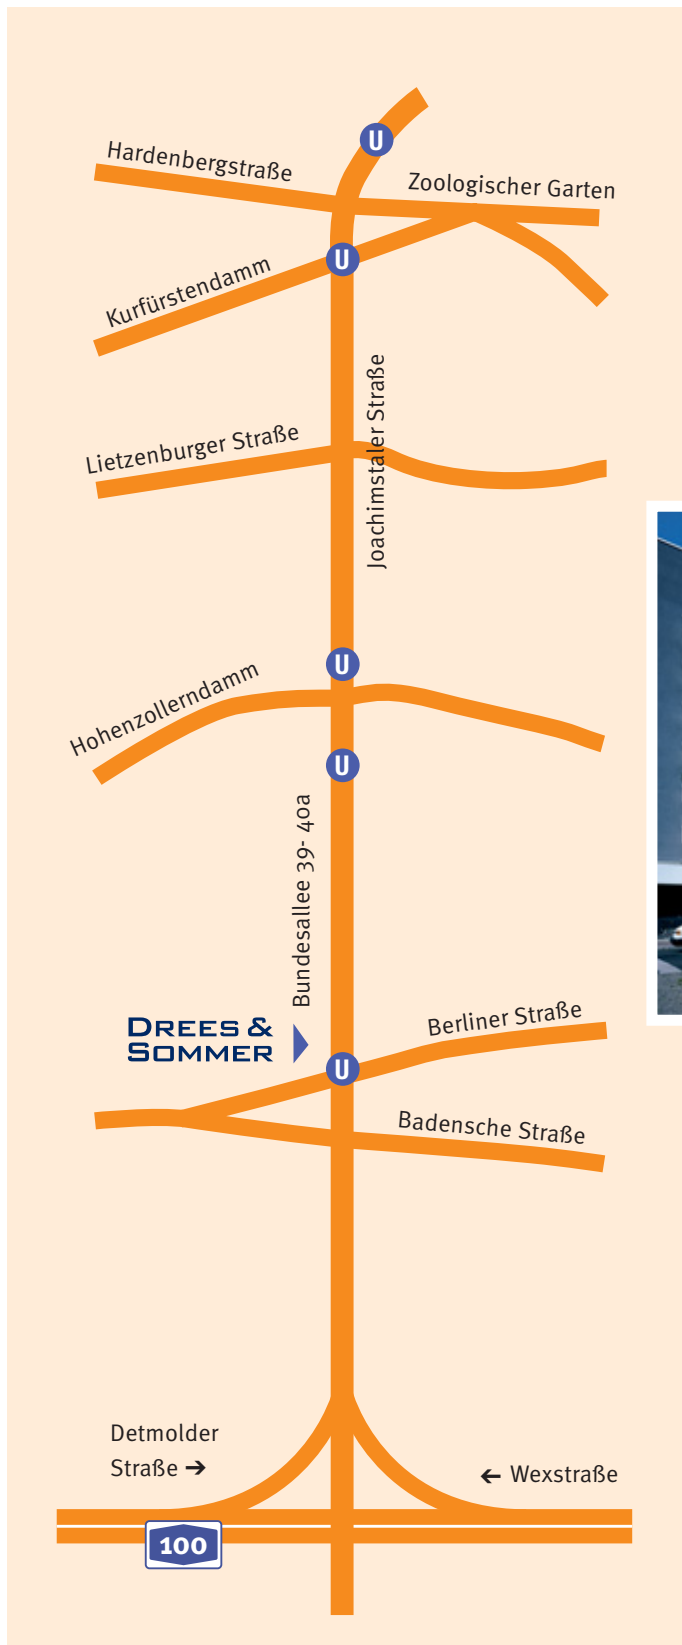 U
Hardenbergstraße
Zoologischer Garten
U
Kurfürstendamm
Joachimstaler Straße
Lietzenburger Straße
U
Hohenzollerndamm
U
Bundesallee 39- 40a
Berliner Straße
DREES &
SOMMER
U
Badensche Straße
Detmolder
Straße →
← Wexstraße
100